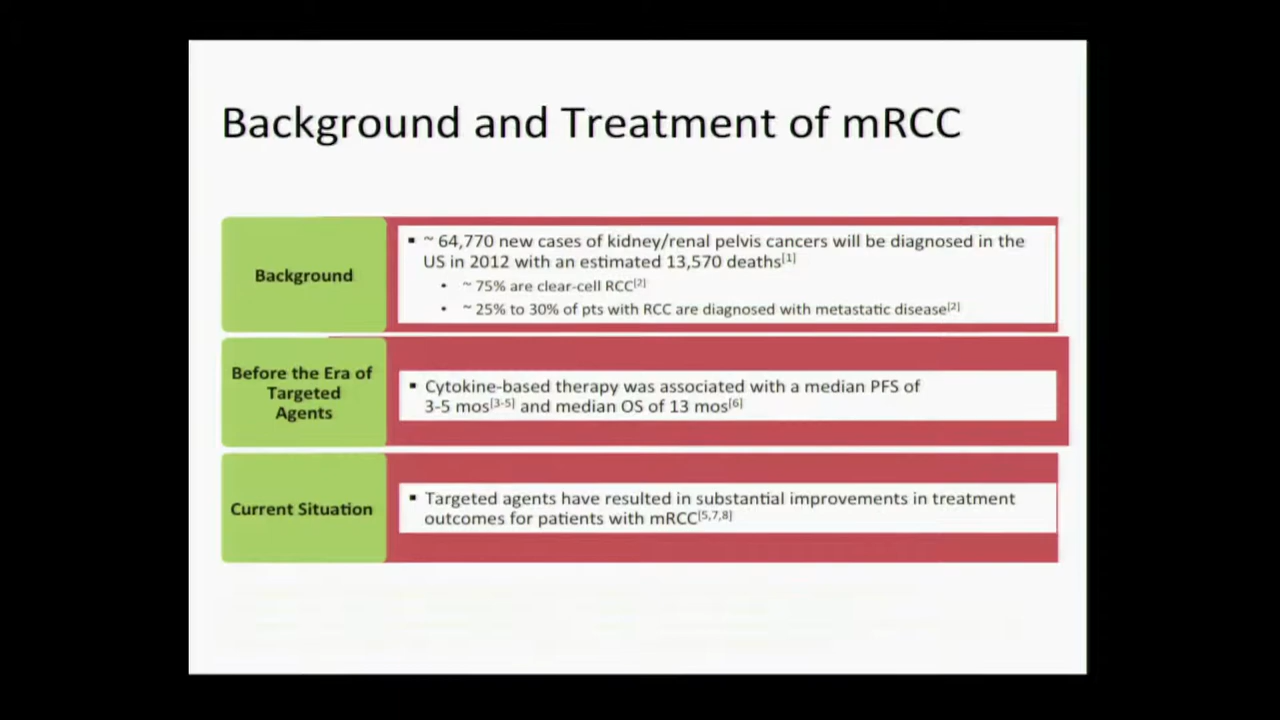 Background and Treatment of mRCC
Background
▪ ~ 64,770 new cases of kidney/renal pelvis cancers will be diagnosed in the
US in 2012 with an estimated 13,570 deaths[1]
• ~ 75% are clear-cell RCC[2]
• ~ 25% to 30% of pts with RCC are diagnosed with metastatic disease[2]
Before the Era of
Targeted
Agents
▪ Cytokine-based therapy was associated with a median PFS of
3-5 mos[3-5] and median OS of 13 mos[6]
Current Situation
▪ Targeted agents have resulted in substantial improvements in treatment
outcomes for patients with mRCC[5,7,8]